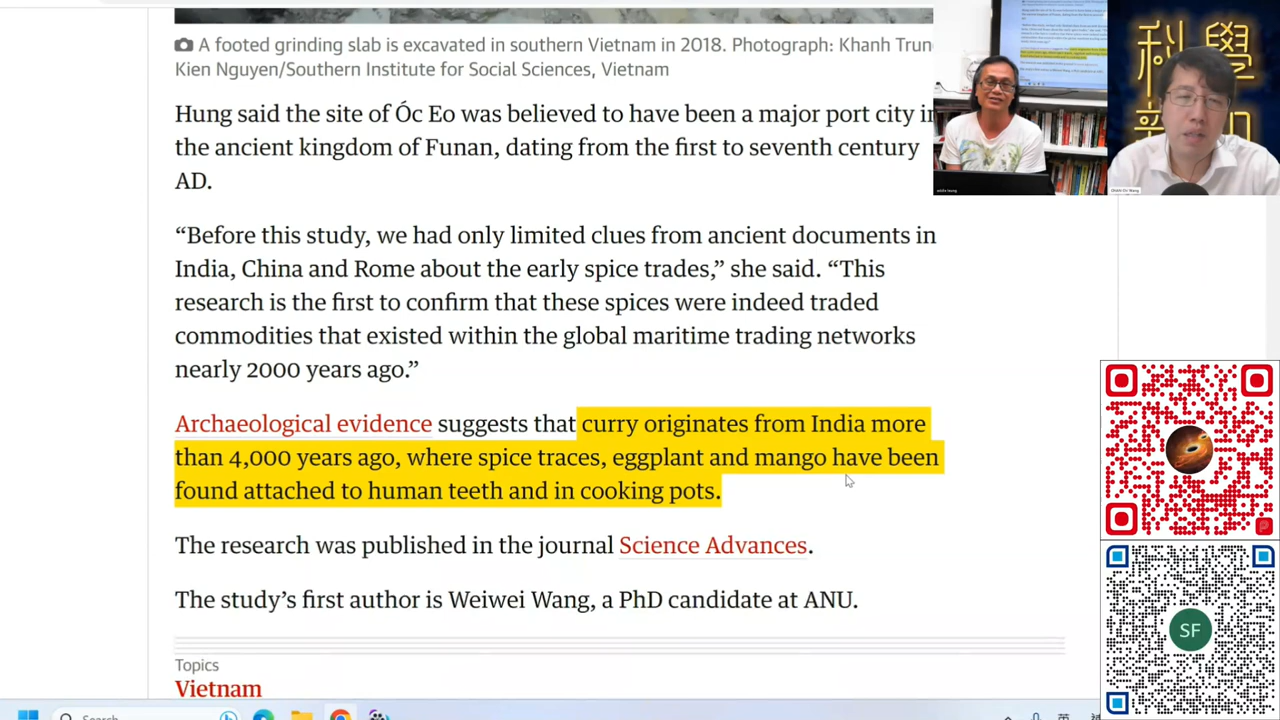 A footed grinding excavated in southern Vietnam in 2018. Photograph: Khanh Trun
Kien Nguyen/Southern Institute for Social Sciences, Vietnam
Hung said the site of Óc Eo was believed to have been a major port city in
the ancient kingdom of Funan, dating from the first to seventh century
AD.
“Before this study, we had only limited clues from ancient documents in
India, China and Rome about the early spice trades,” she said. “This
research is the first to confirm that these spices were indeed traded
commodities that existed within the global maritime trading networks
nearly 2000 years ago.”
Archaeological evidence suggests that curry originates from India more
than 4,000 years ago, where spice traces, eggplant and mango have been
found attached to human teeth and in cooking pots.
The research was published in the journal Science Advances.
The study’s first author is Weiwei Wang, a PhD candidate at ANU.
Topics
Vietnam
Search
科學
SF
英